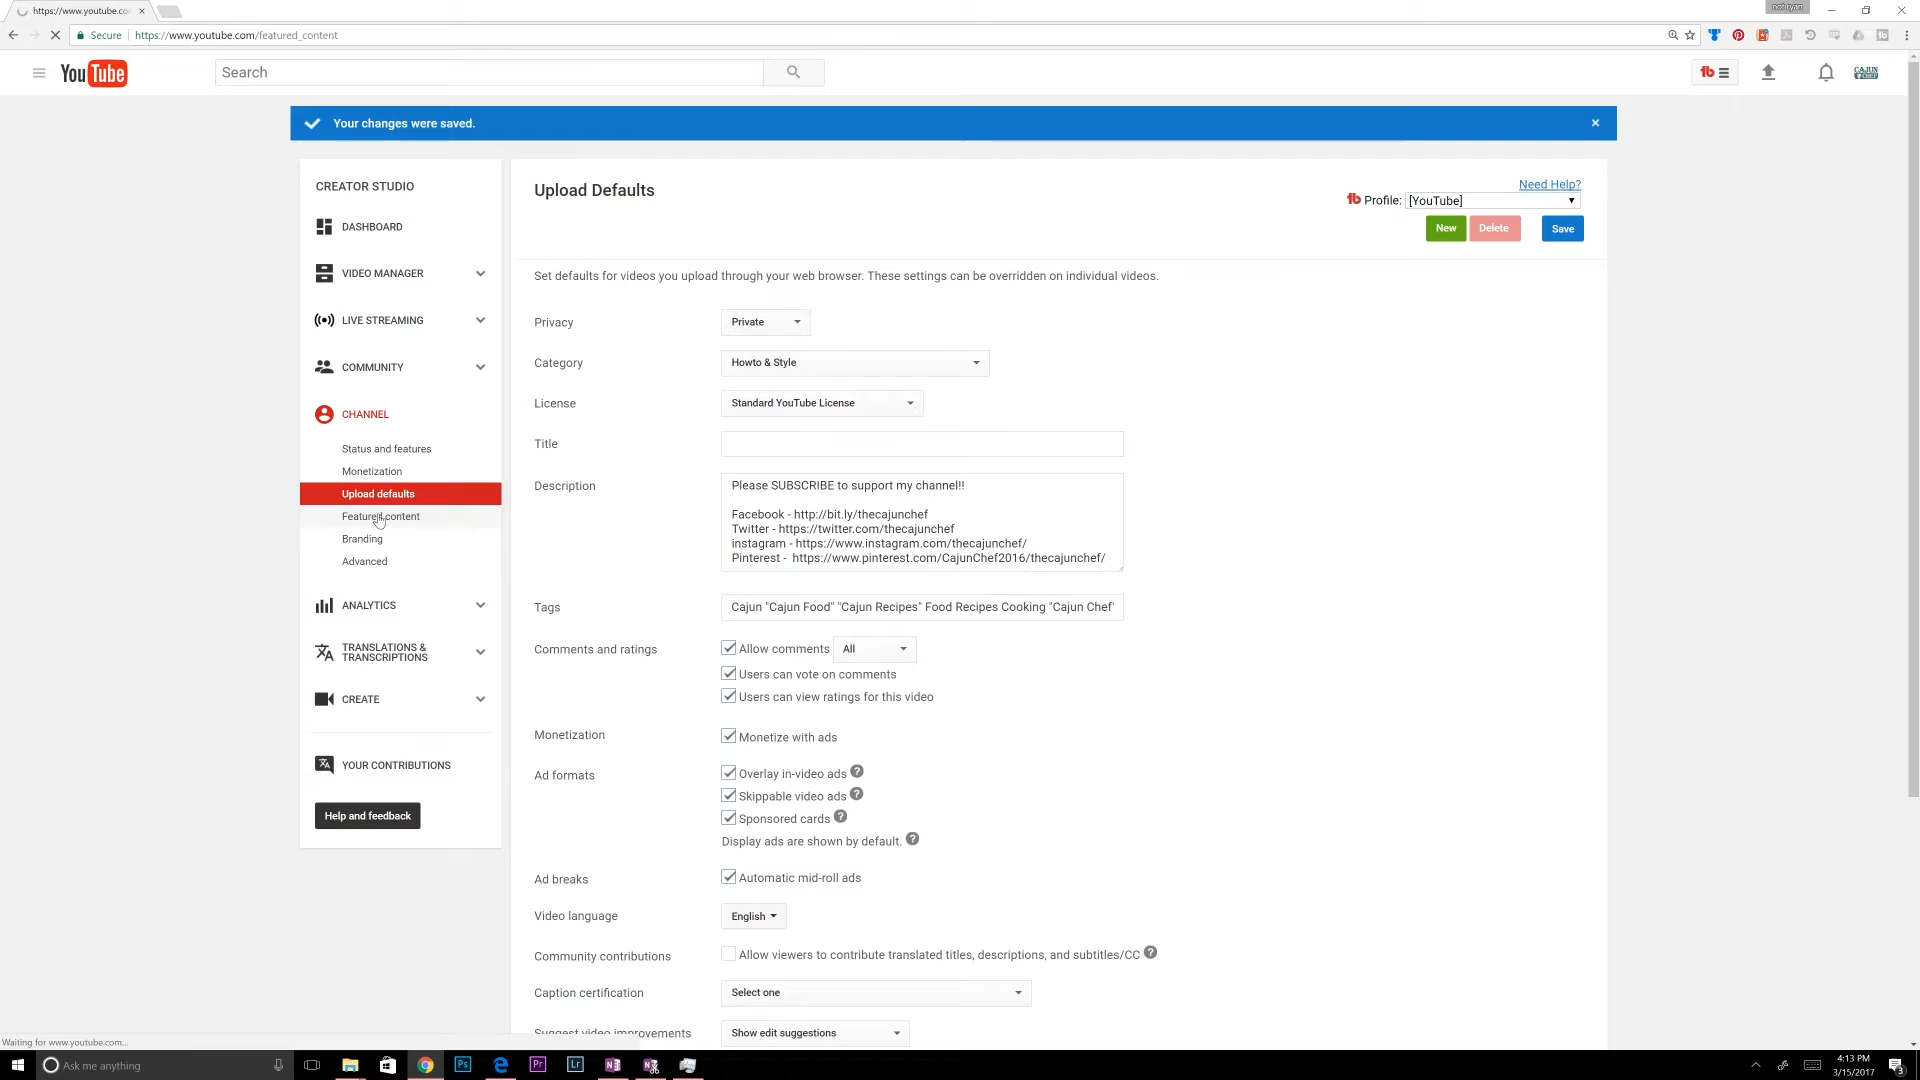 https://www.youtube.co
not ryan
Secure
https://www.youtube.com/featured_content
YouTube
Search
CAJUN CHEF
Your changes were saved.
CREATOR STUDIO
DASHBOARD
VIDEO MANAGER
LIVE STREAMING
COMMUNITY
CHANNEL
Status and features
Monetization
Upload defaults
Featured content
Branding
Advanced
ANALYTICS
TRANSLATIONS &
TRANSCRIPTIONS
CREATE
YOUR CONTRIBUTIONS
Help and feedback
Upload Defaults
Need Help?
tb Profile: [YouTube]
New Delete Save
Set defaults for videos you upload through your web browser. These settings can be overridden on individual videos.
Privacy Private
Category Howto & Style
License Standard YouTube License
Title
Description
Please SUBSCRIBE to support my channel!!
Facebook - http://bit.ly/thecajunchef
Twitter - https://twitter.com/thecajunchef
instagram - https://www.instagram.com/thecajunchef/
Pinterest - https://www.pinterest.com/CajunChef2016/thecajunchef/
Tags Cajun "Cajun Food" "Cajun Recipes" Food Recipes Cooking "Cajun Chef"
Comments and ratings Allow comments All
Users can vote on comments
Users can view ratings for this video
Monetization Monetize with ads
Ad formats Overlay in-video ads ?
Skippable video ads ?
Sponsored cards ?
Display ads are shown by default. ?
Ad breaks Automatic mid-roll ads
Video language English
Community contributions Allow viewers to contribute translated titles, descriptions, and subtitles/CC ?
Caption certification Select one
Suggest video improvements Show edit suggestions
Waiting for www.youtube.com...
Ask me anything
Ps
Pr
Lr
4:13 PM
3/15/2017
3